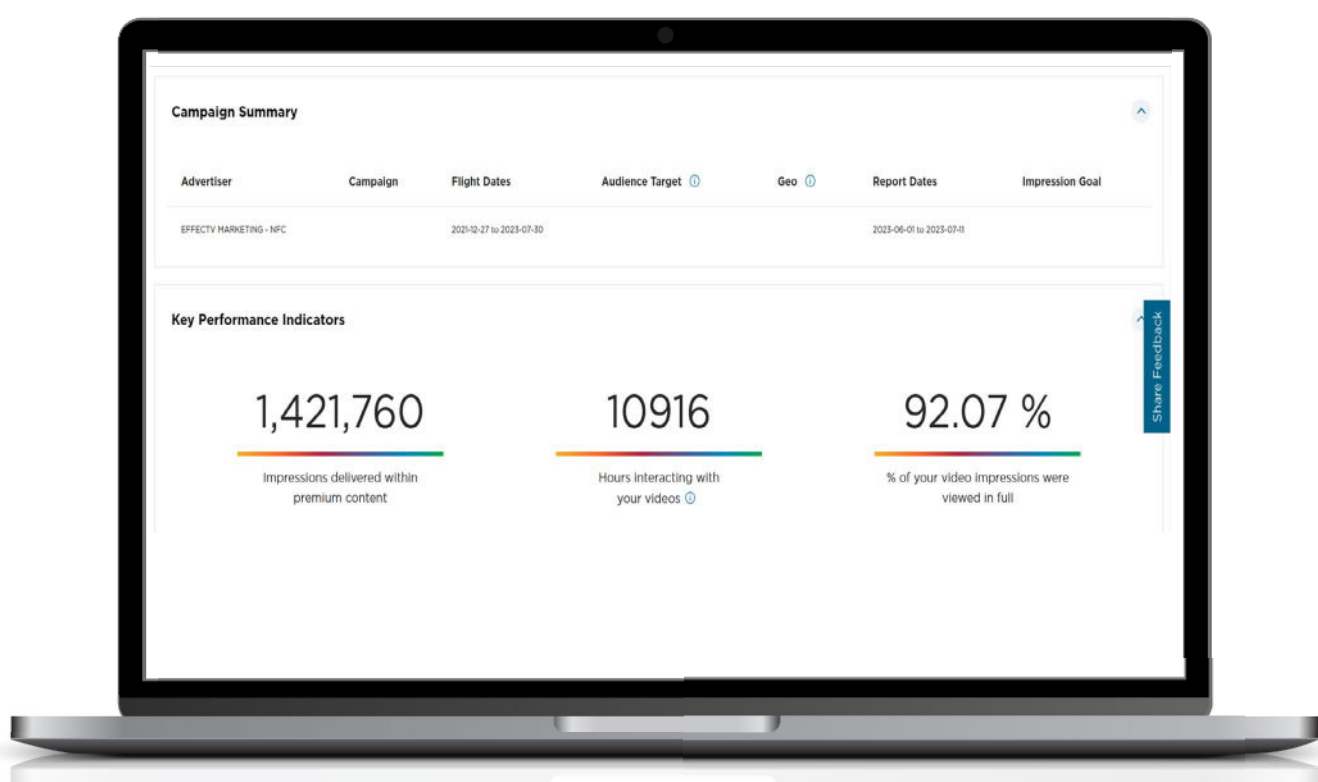 Campaign Summary
Advertiser Campaign Flight Dates Audience Target Geo Report Dates Impression Goal
EFFECTV MARKETING - NFC 2021-12-27 to 2023-07-30 2023-06-01 to 2023-07-11
Key Performance Indicators
Share Feedback
1,421,760 10916 92.07 %
Impressions delivered within Hours interacting with % of your video impressions were
premium content your videos viewed in full